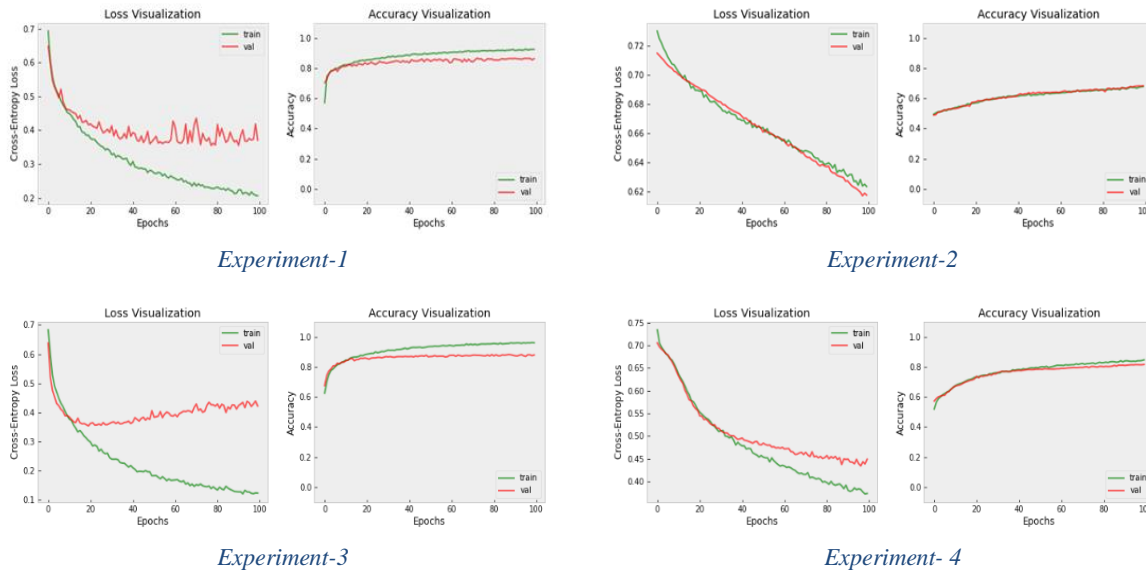 Loss Visualization
Cross-Entropy Loss
0.7
0.6
0.5
0.4
0.3
0.2
0 20 40 60 80 100
Epochs
train
val
Accuracy Visualization
Accuracy
1.0
0.8
0.6
0.4
0.2
0.0
0 20 40 60 80 100
Epochs
train
val
Experiment-1
Loss Visualization
Cross-Entropy Loss
0.72
0.70
0.68
0.66
0.64
0.62
0 20 40 60 80 100
Epochs
train
val
Accuracy Visualization
Accuracy
1.0
0.8
0.6
0.4
0.2
0.0
0 20 40 60 80
Epochs
train
val
Experiment-2
Loss Visualization
Cross-Entropy Loss
0.7
0.6
0.5
0.4
0.3
0.2
0.1
0 20 40 60 80 100
Epochs
train
val
Accuracy Visualization
Accuracy
1.0
0.8
0.6
0.4
0.2
0.0
0 20 40 60 80 100
Epochs
train
val
Experiment-3
Loss Visualization
Cross-Entropy Loss
0.75
0.70
0.65
0.60
0.55
0.50
0.45
0.40
0 20 40 60 80 100
Epochs
train
val
Accuracy Visualization
Accuracy
1.0
0.8
0.6
0.4
0.2
0.0
0 20 40 60 80
Epochs
train
val
Experiment- 4